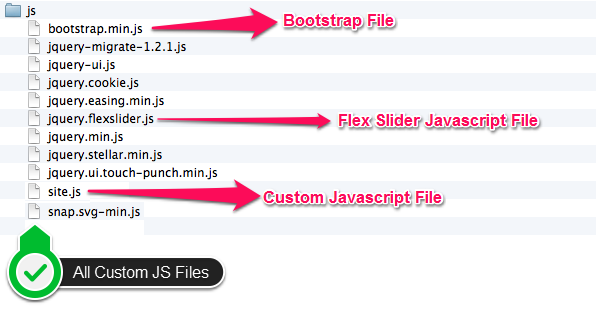 js
bootstrap.min.js
Bootstrap File
jquery-migrate-1.2.1.js
jquery-ui.js
jquery.cookie.js
jquery.easing.min.js
jquery.flexslider.js
Flex Slider Javascript File
jquery.min.js
jquery.stellar.min.js
jquery.ui.touch-punch.min.js
site.js
Custom Javascript File
snap.svg-min.js
All Custom JS Files